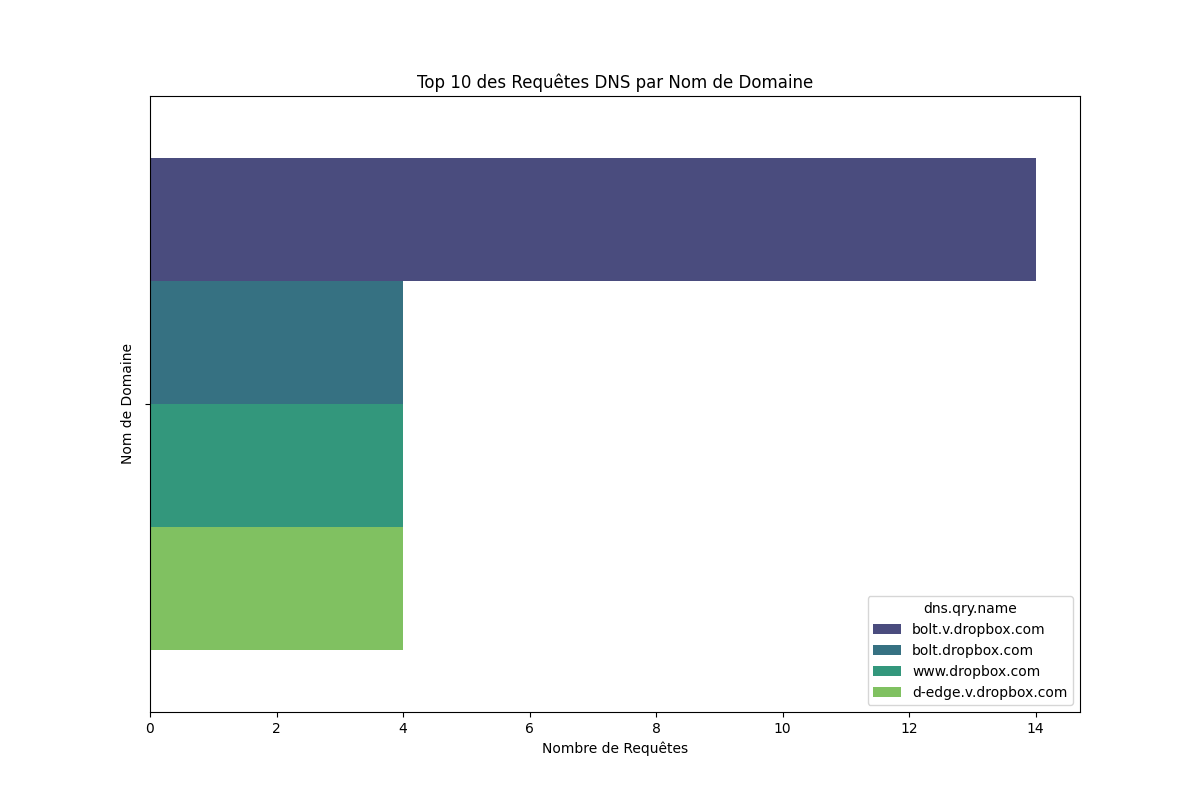 Top 10 des Requêtes DNS par Nom de Domaine
Nom de Domaine
dns.qry.name
bolt.v.dropbox.com
bolt.dropbox.com
www.dropbox.com
d-edge.v.dropbox.com
0 2 4 6 8 10 12 14
Nombre de Requêtes